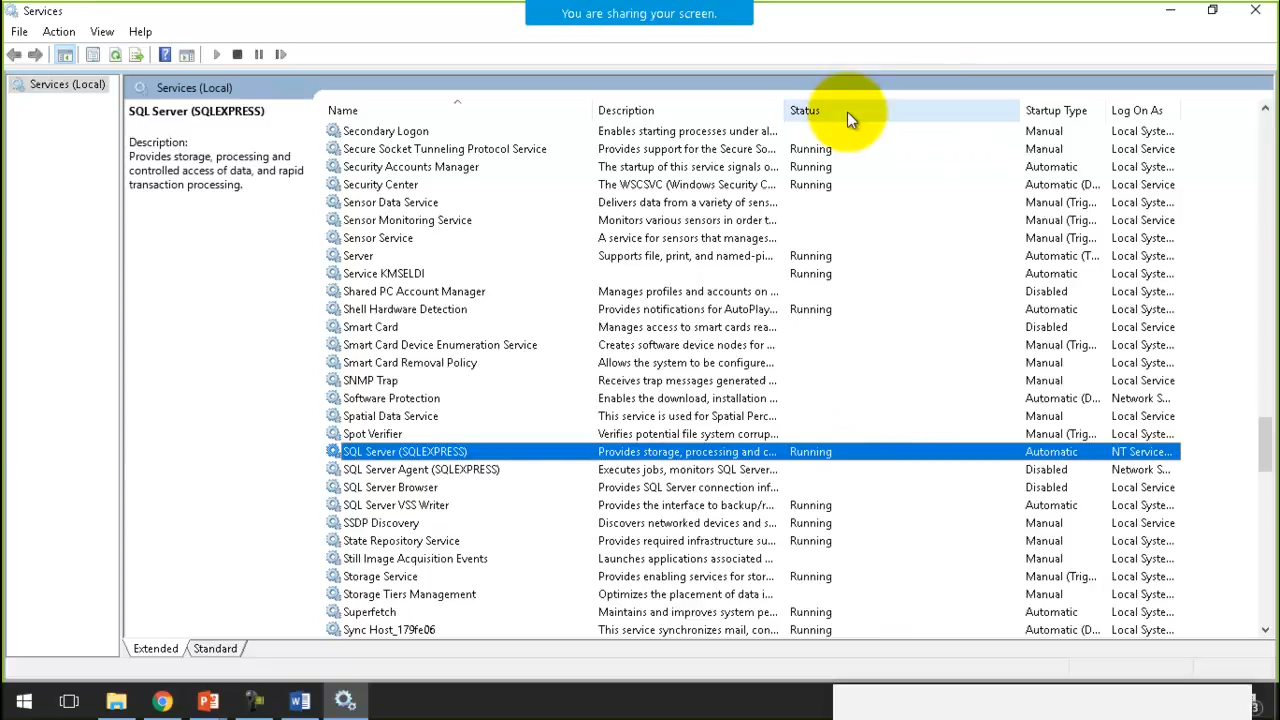 Services
You are sharing your screen.
File Action View Help
Services (Local)
Services (Local)
SQL Server (SQLEXPRESS)
Description:
Provides storage, processing and
controlled access of data, and rapid
transaction processing.
Name Description Status Startup Type Log On As
Secondary Logon Enables starting processes under al... Manual Local Syste...
Secure Socket Tunneling Protocol Service Provides support for the Secure So... Running Manual Local Service
Security Accounts Manager The startup of this service signals o... Running Automatic Local Syste...
Security Center The WSCSVC (Windows Security C... Running Automatic (D... Local Service
Sensor Data Service Delivers data from a variety of sens... Manual (Trig... Local Syste...
Sensor Monitoring Service Monitors various sensors in order t... Manual (Trig... Local Service
Sensor Service A service for sensors that manages... Manual (Trig... Local Syste...
Server Supports file, print, and named-pi... Running Automatic (T... Local Syste...
Service KMSELDI Running Automatic Local Syste...
Shared PC Account Manager Manages profiles and accounts on ... Disabled Local Syste...
Shell Hardware Detection Provides notifications for AutoPlay... Running Automatic Local Syste...
Smart Card Manages access to smart cards rea... Disabled Local Service
Smart Card Device Enumeration Service Creates software device nodes for ... Manual (Trig... Local Syste...
Smart Card Removal Policy Allows the system to be configure... Manual Local Syste...
SNMP Trap Receives trap messages generated ... Manual Local Service
Software Protection Enables the download, installation ... Automatic (D... Network S...
Spatial Data Service This service is used for Spatial Perc... Manual Local Service
Spot Verifier Verifies potential file system corrup... Manual (Trig... Local Syste...
SQL Server (SQLEXPRESS) Provides storage, processing and c... Running Automatic NT Service...
SQL Server Agent (SQLEXPRESS) Executes jobs, monitors SQL Server... Disabled Network S...
SQL Server Browser Provides SQL Server connection inf... Disabled Local Service
SQL Server VSS Writer Provides the interface to backup/r... Running Automatic Local Syste...
SSDP Discovery Discovers networked devices and s... Running Manual Local Service
State Repository Service Provides required infrastructure su... Running Manual Local Syste...
Still Image Acquisition Events Launches applications associated ... Manual Local Syste...
Storage Service Provides enabling services for stor... Running Manual (Trig... Local Syste...
Storage Tiers Management Optimizes the placement of data i... Manual Local Syste...
Superfetch Maintains and improves system pe... Running Automatic Local Syste...
Sync Host_179fe06 This service synchronizes mail, con... Running Automatic (D... Local Syste...
Extended Standard